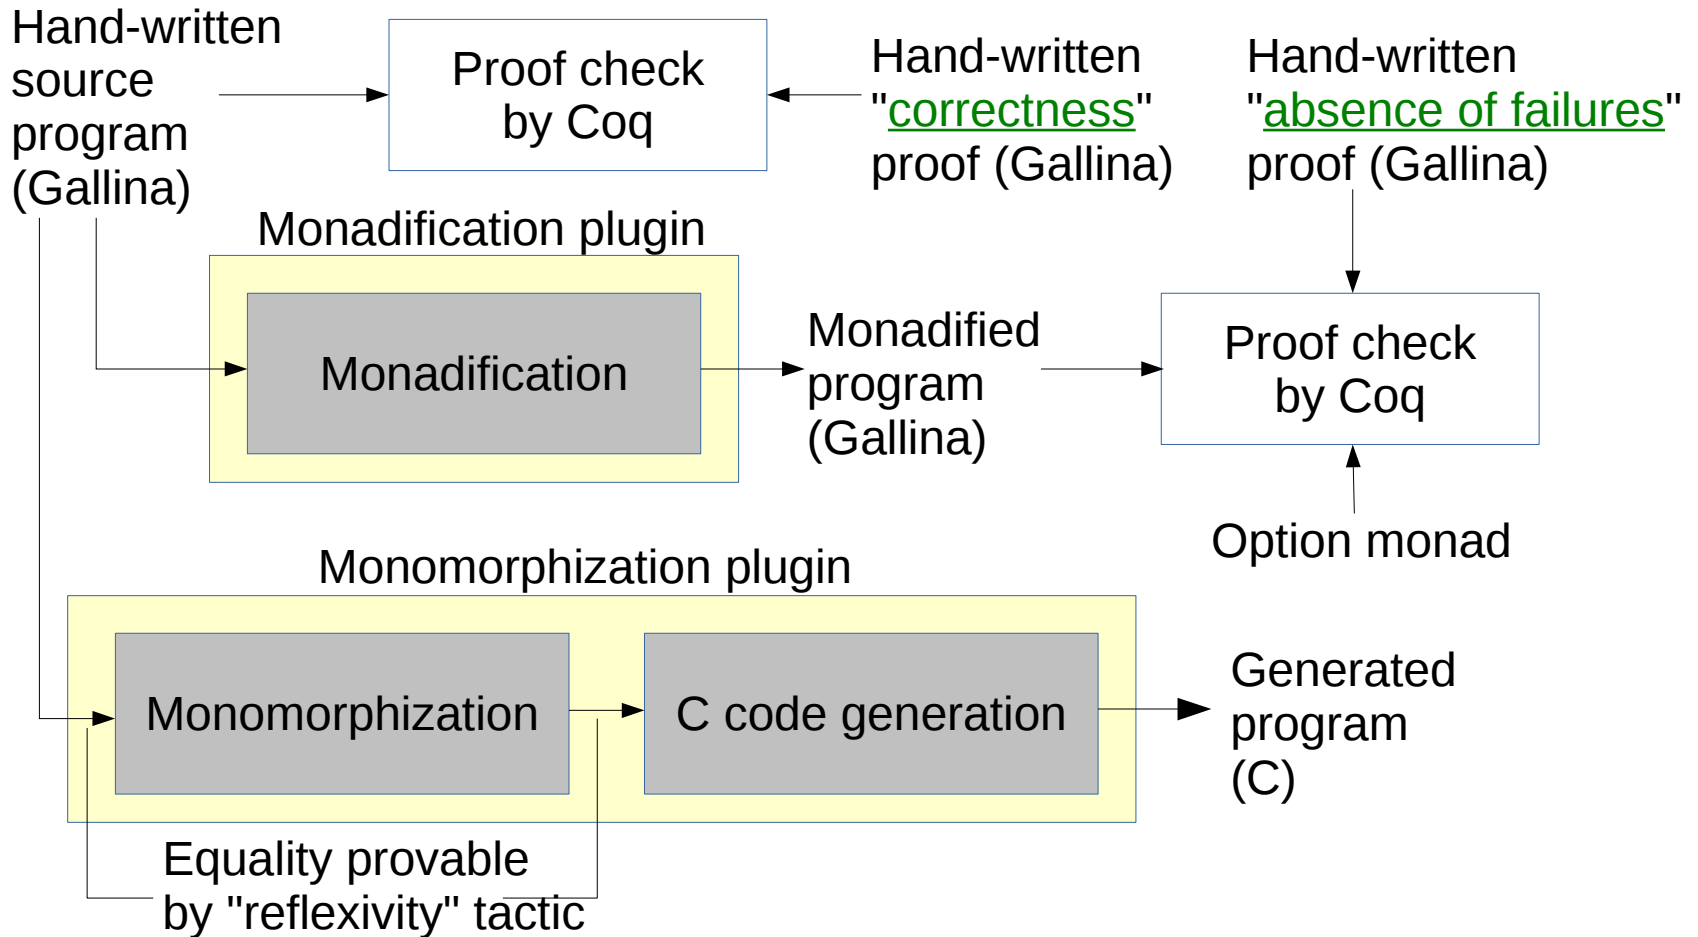 Hand-written
source
program
(Gallina)
Proof check
by Coq
Hand-written
"correctness"
proof (Gallina)
Hand-written
"absence of failures"
proof (Gallina)
Monadification plugin
Monadification
Monadified
program
(Gallina)
Proof check
by Coq
Option monad
Monomorphization plugin
Monomorphization
C code generation
Generated
program
(C)
Equality provable
by "reflexivity" tactic